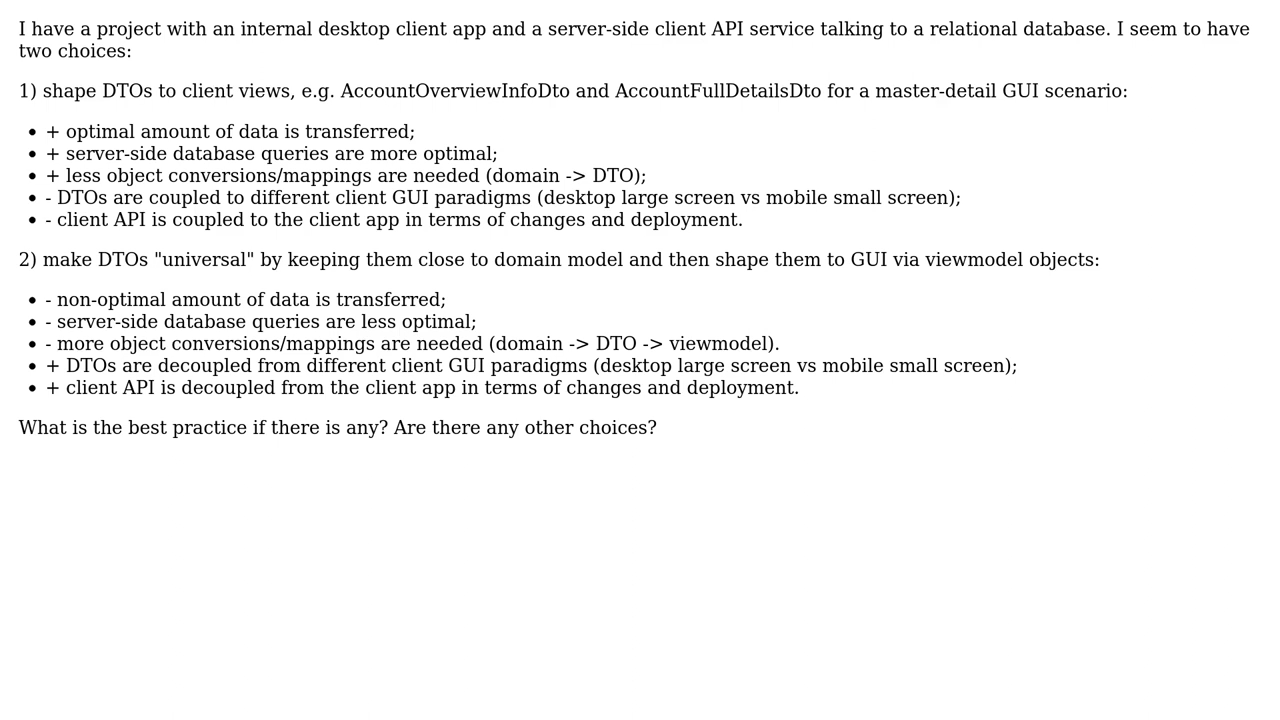 I have a project with an internal desktop client app and a server-side client API service talking to a relational database. I seem to have
two choices:
1) shape DTOs to client views, e.g. AccountOverviewInfoDto and AccountFullDetailsDto for a master-detail GUI scenario:
• + optimal amount of data is transferred;
• + server-side database queries are more optimal;
• + less object conversions/mappings are needed (domain -> DTO);
• - DTOs are coupled to different client GUI paradigms (desktop large screen vs mobile small screen);
• - client API is coupled to the client app in terms of changes and deployment.
2) make DTOs "universal" by keeping them close to domain model and then shape them to GUI via viewmodel objects:
• - non-optimal amount of data is transferred;
• - server-side database queries are less optimal;
• - more object conversions/mappings are needed (domain -> DTO -> viewmodel).
• + DTOs are decoupled from different client GUI paradigms (desktop large screen vs mobile small screen);
• + client API is decoupled from the client app in terms of changes and deployment.
What is the best practice if there is any? Are there any other choices?